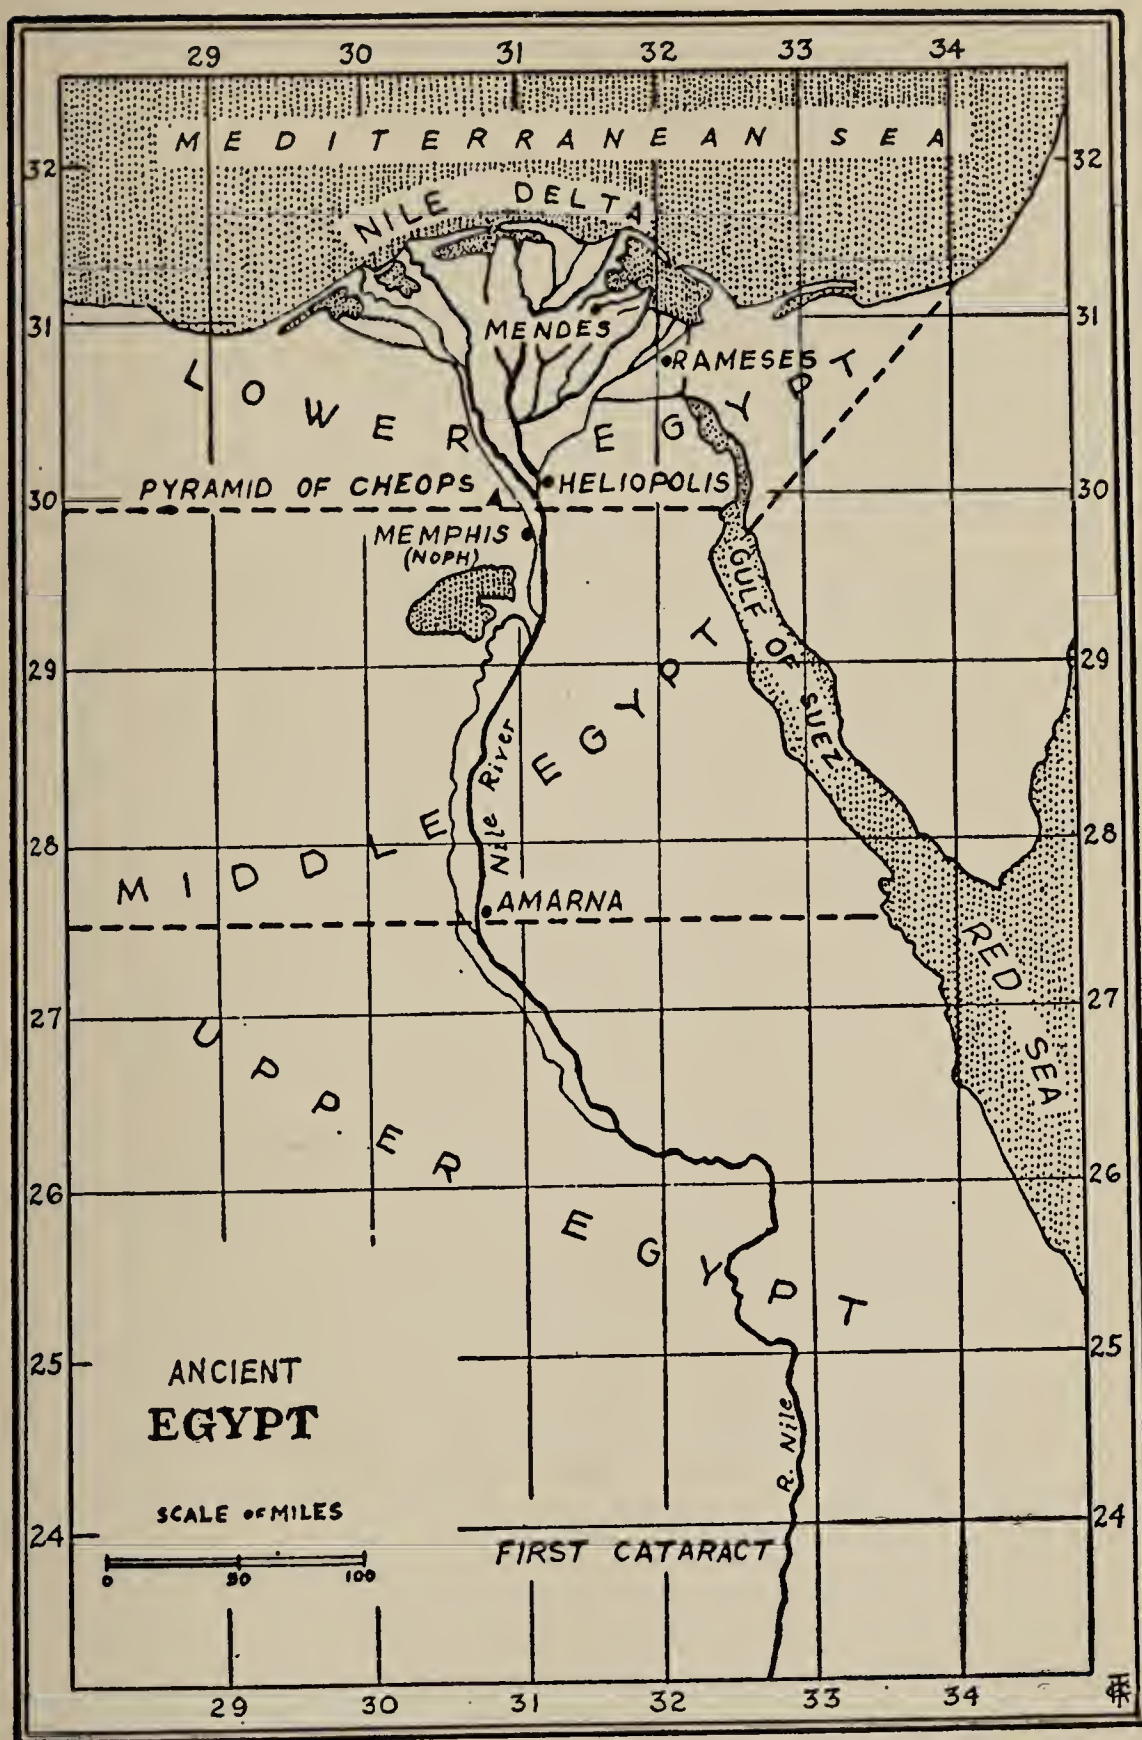 29 30 31 32 33 34
MEDITERRANEAN SEA
32 32
NILE DELTA
31 31
MENDES
RAMESES
LOWER EGYPT
PYRAMID OF CHEOPS
HELIOPOLIS
30 30
MEMPHIS
(NOPH)
GULF OF SUEZ
29 29
MIDDLE EGYPT
Nile River
28 28
AMARNA
RED SEA
27 27
UPPER EGYPT
26 26
25 25
ANCIENT
EGYPT
R. Nile
SCALE OF MILES
24 24
FIRST CATARACT
0 50 100
29 30 31 32 33 34